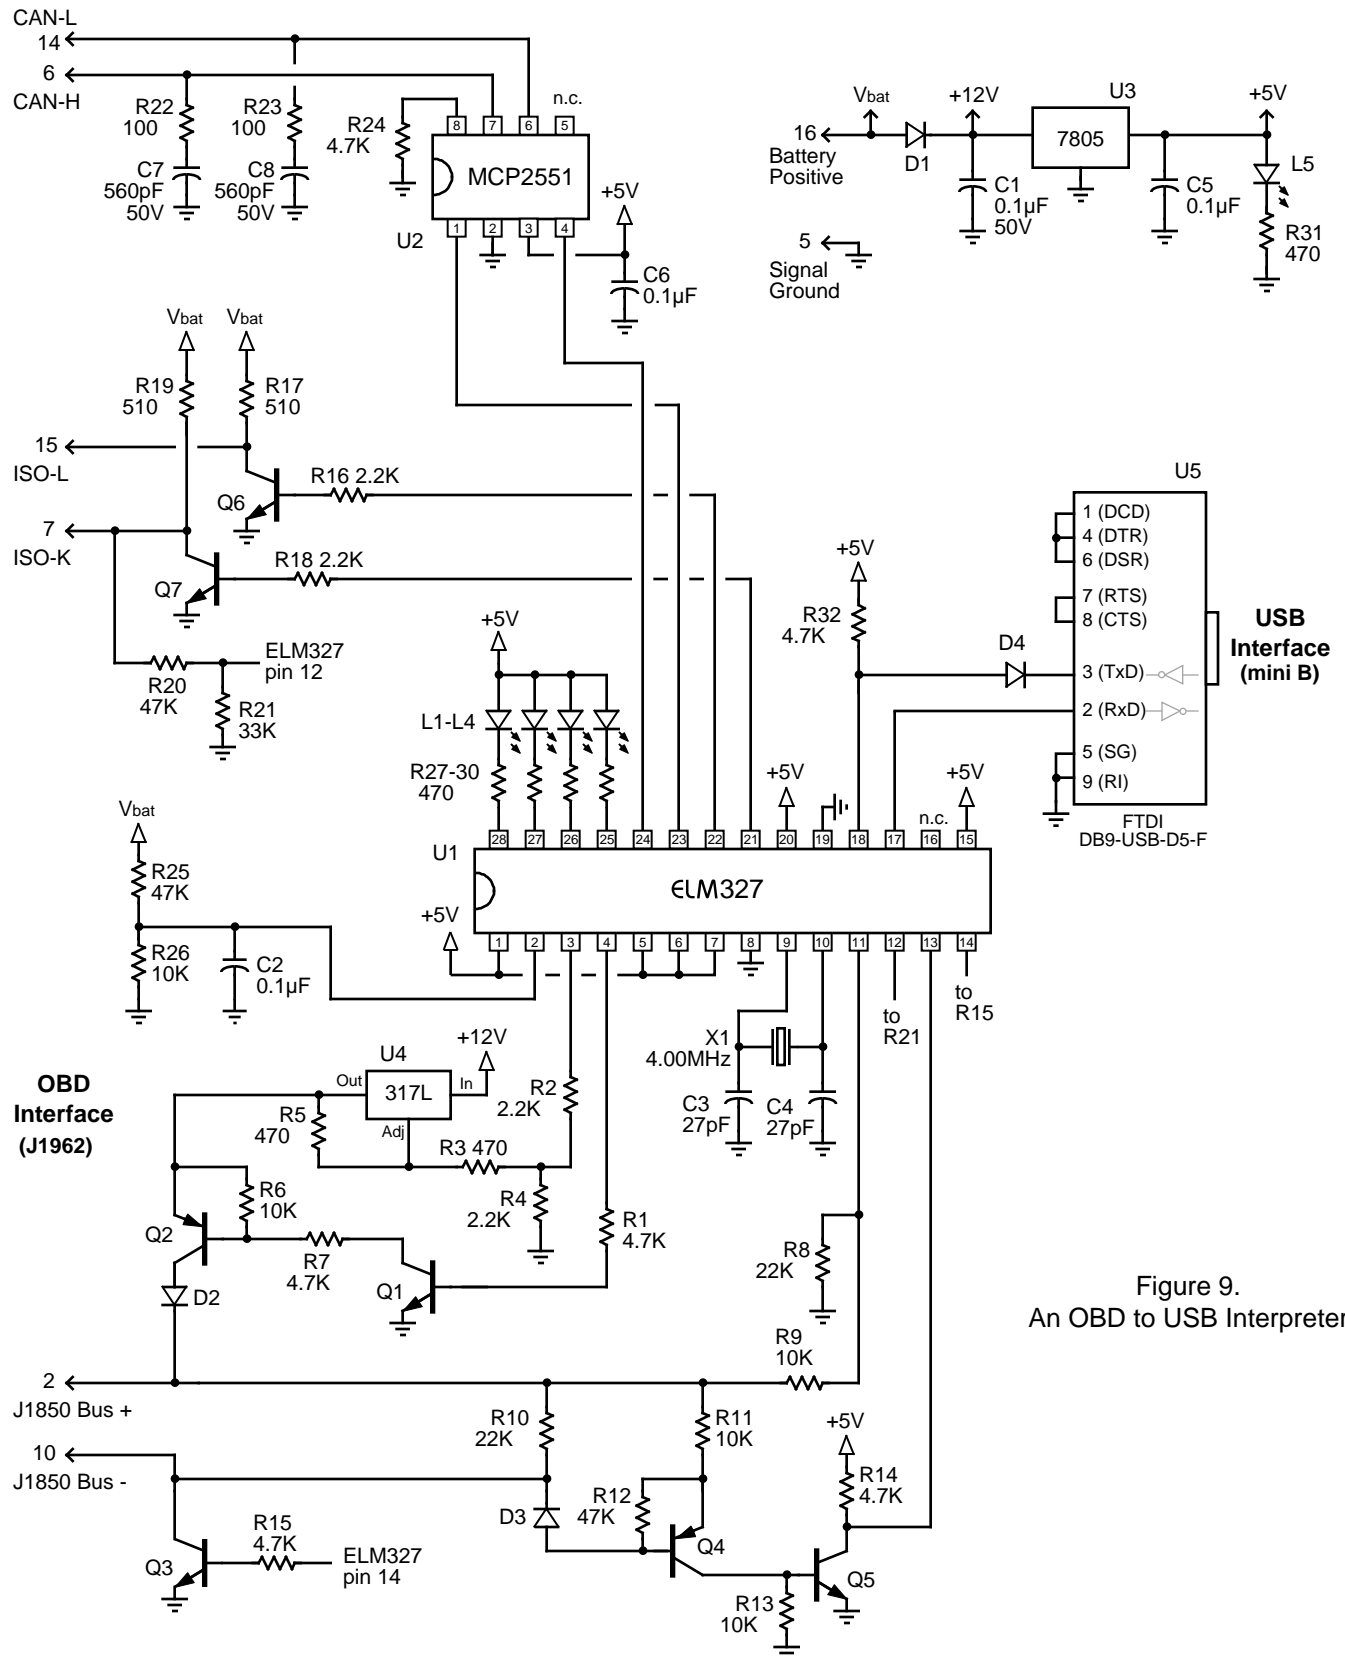 CAN-L
14
6
CAN-H
R22
100
R23
100
C7
560pF
50V
C8
560pF
50V
R24
4.7K
n.c.
8
7
6
5
MCP2551
1
2
3
4
U2
+5V
C6
0.1µF
Vbat
+12V
U3
+5V
16
Battery
Positive
D1
7805
L5
C1
0.1µF
50V
C5
0.1µF
R31
470
5
Signal
Ground
Vbat
Vbat
R19
510
R17
510
15
ISO-L
Q6
R16 2.2K
7
ISO-K
Q7
R18 2.2K
ELM327
pin 12
R20
47K
R21
33K
+5V
L1-L4
R27-30
470
+5V
R32
4.7K
D4
U5
1 (DCD)
4 (DTR)
6 (DSR)
7 (RTS)
8 (CTS)
3 (TxD)
2 (RxD)
5 (SG)
9 (RI)
USB
Interface
(mini B)
FTDI
DB9-USB-D5-F
+5V
+5V
n.c.
28
27
26
25
24
23
22
21
20
19
18
17
16
15
U1
ELM327
+5V
1
2
3
4
5
6
7
8
9
10
11
12
13
14
Vbat
R25
47K
R26
10K
C2
0.1µF
to
R21
to
R15
X1
4.00MHz
C3
27pF
C4
27pF
OBD
Interface
(J1962)
U4
+12V
Out
317L
In
Adj
R5
470
R3 470
R2
2.2K
R4
2.2K
R1
4.7K
R6
10K
Q2
R7
4.7K
Q1
D2
R8
22K
R9
10K
Figure 9.
An OBD to USB Interpreter
2
J1850 Bus +
10
J1850 Bus -
R10
22K
R11
10K
+5V
R14
4.7K
D3
R12
47K
Q4
Q3
R15
4.7K
ELM327
pin 14
R13
10K
Q5